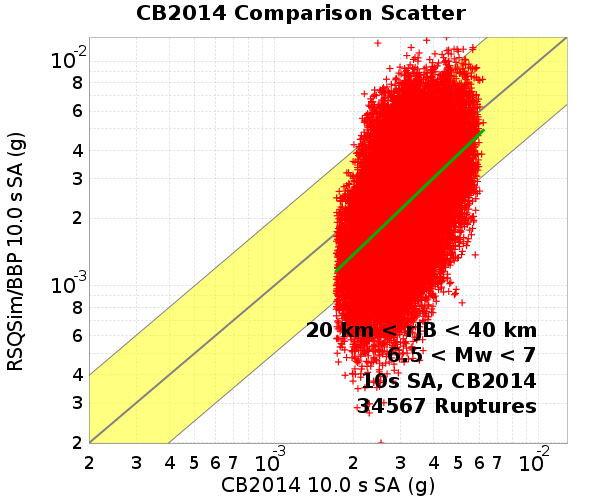 CB2014 Comparison Scatter
RSQSim/BBP 10.0 s SA (g)
10-2
8
6
4
3
2
10-3
8
6
4
3
2
20 km < rJB < 40 km
6.5 < Mw < 7
10s SA, CB2014
34567 Ruptures
2 3 4 5 6 7 10-3 2 3 4 5 6 7 10-2
CB2014 10.0 s SA (g)